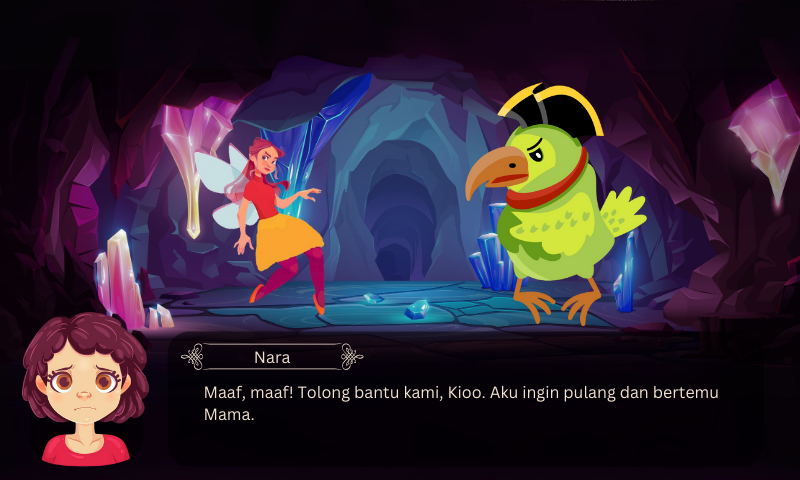 Nara
Maaf, maaf! Tolong bantu kami, Kioo. Aku ingin pulang dan bertemu
Mama.